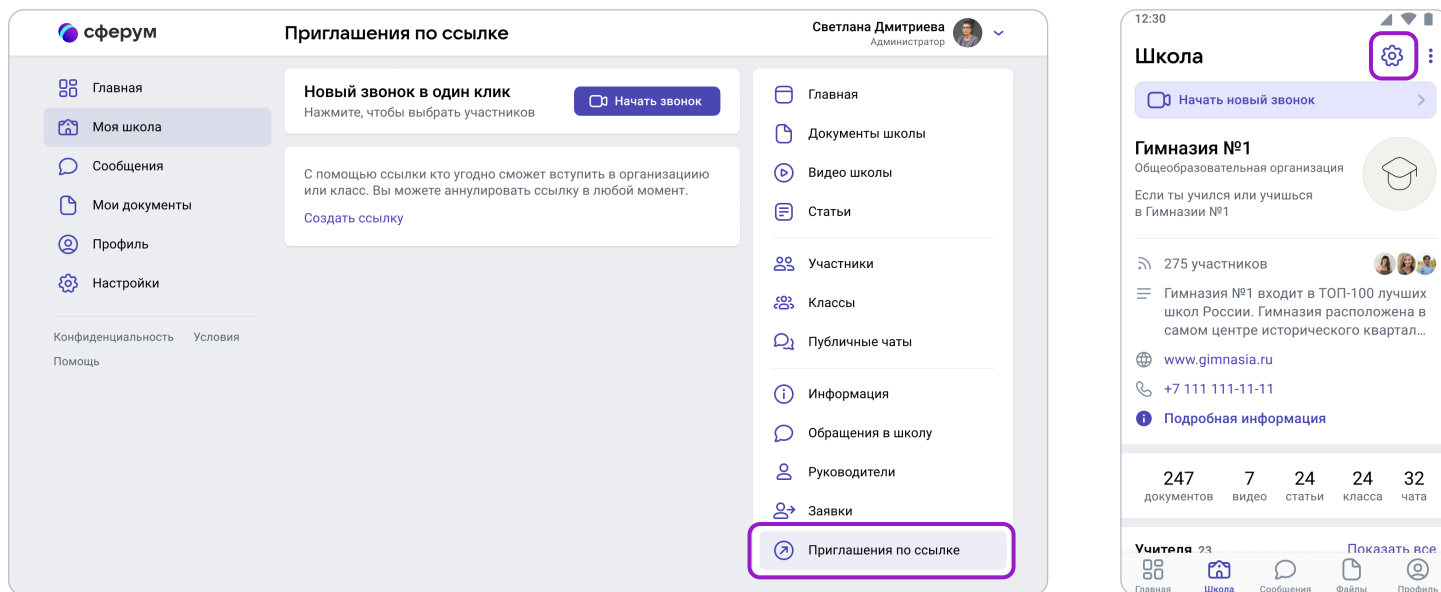 сферум
Приглашения по ссылке
Светлана Дмитриева
Администратор
Главная
Моя школа
Сообщения
Мои документы
Профиль
Настройки
Конфиденциальность Условия
Помощь
Новый звонок в один клик
Нажмите, чтобы выбрать участников
Начать звонок
С помощью ссылки кто угодно сможет вступить в организациию
или класс. Вы можете аннулировать ссылку в любой момент.
Создать ссылку
Главная
Документы школы
Видео школы
Статьи
Участники
Классы
Публичные чаты
Информация
Обращения в школу
Руководители
Заявки
Приглашения по ссылке
12:30
Школа
Начать новый звонок
Гимназия №1
Общеобразовательная организация
Если ты учился или учишься
в Гимназии №1
275 участников
Гимназия №1 входит в ТОП-100 лучших
школ России. Гимназия расположена в
самом центре исторического квартал...
www.gimnasia.ru
+7 111 111-11-11
Подробная информация
247 7 24 24 32
документов видео статьи класса чата
Учителя 23 Показать все
Главная Школа Сообщения Файлы Профиль